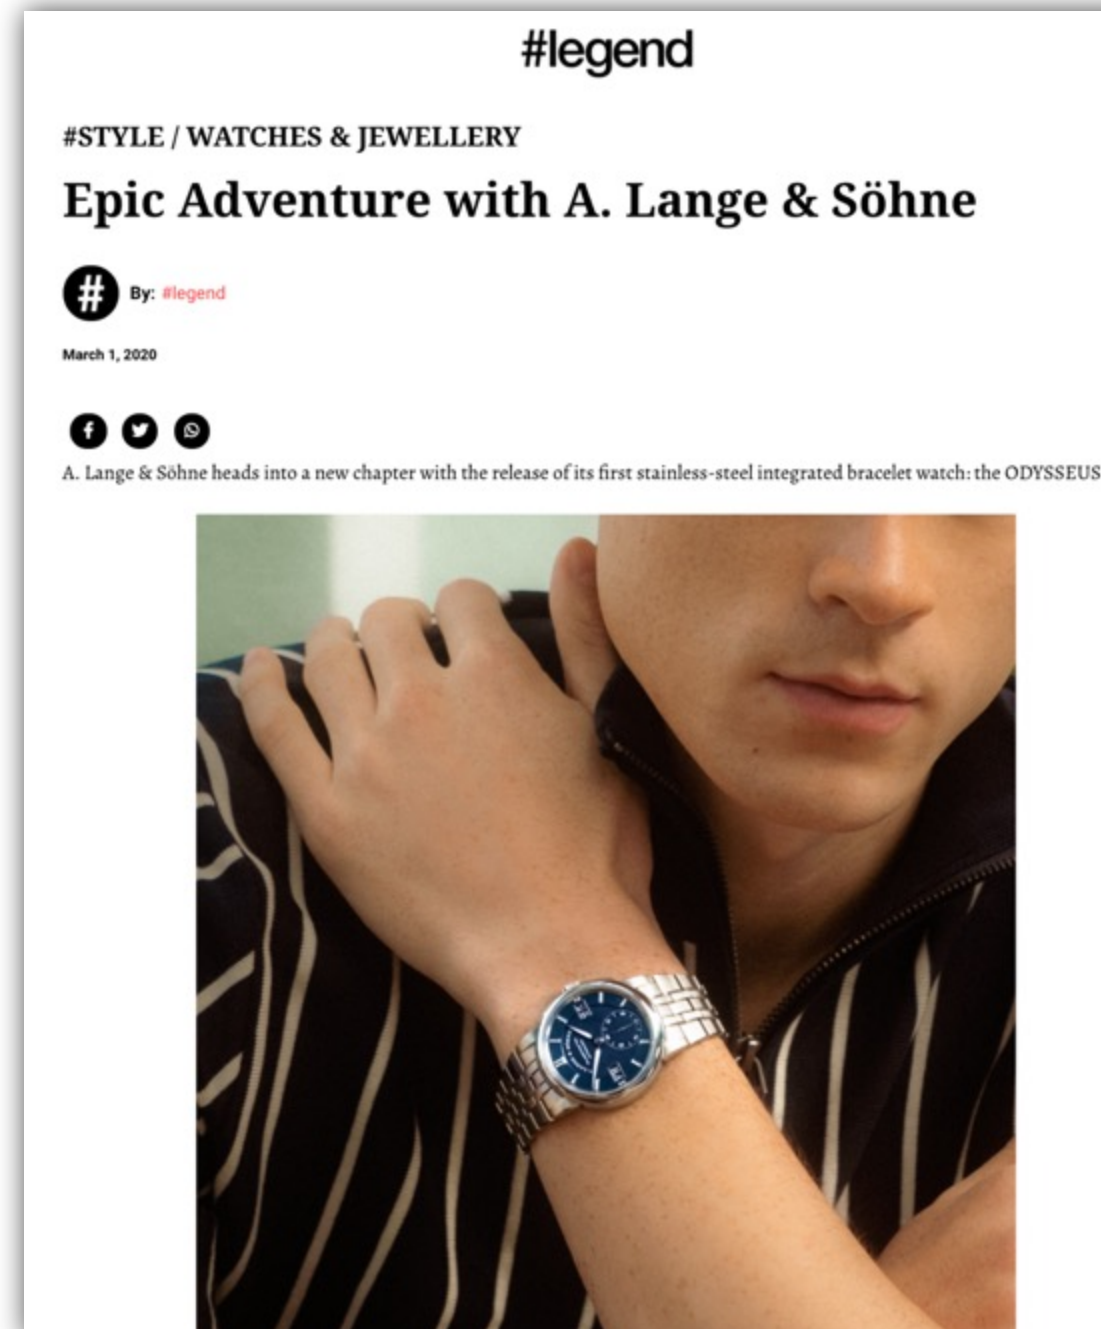 #legend
#STYLE / WATCHES & JEWELLERY
Epic Adventure with A. Lange & Söhne
#
By: #legend
March 1, 2020
A. Lange & Söhne heads into a new chapter with the release of its first stainless-steel integrated bracelet watch: the ODYSSEUS